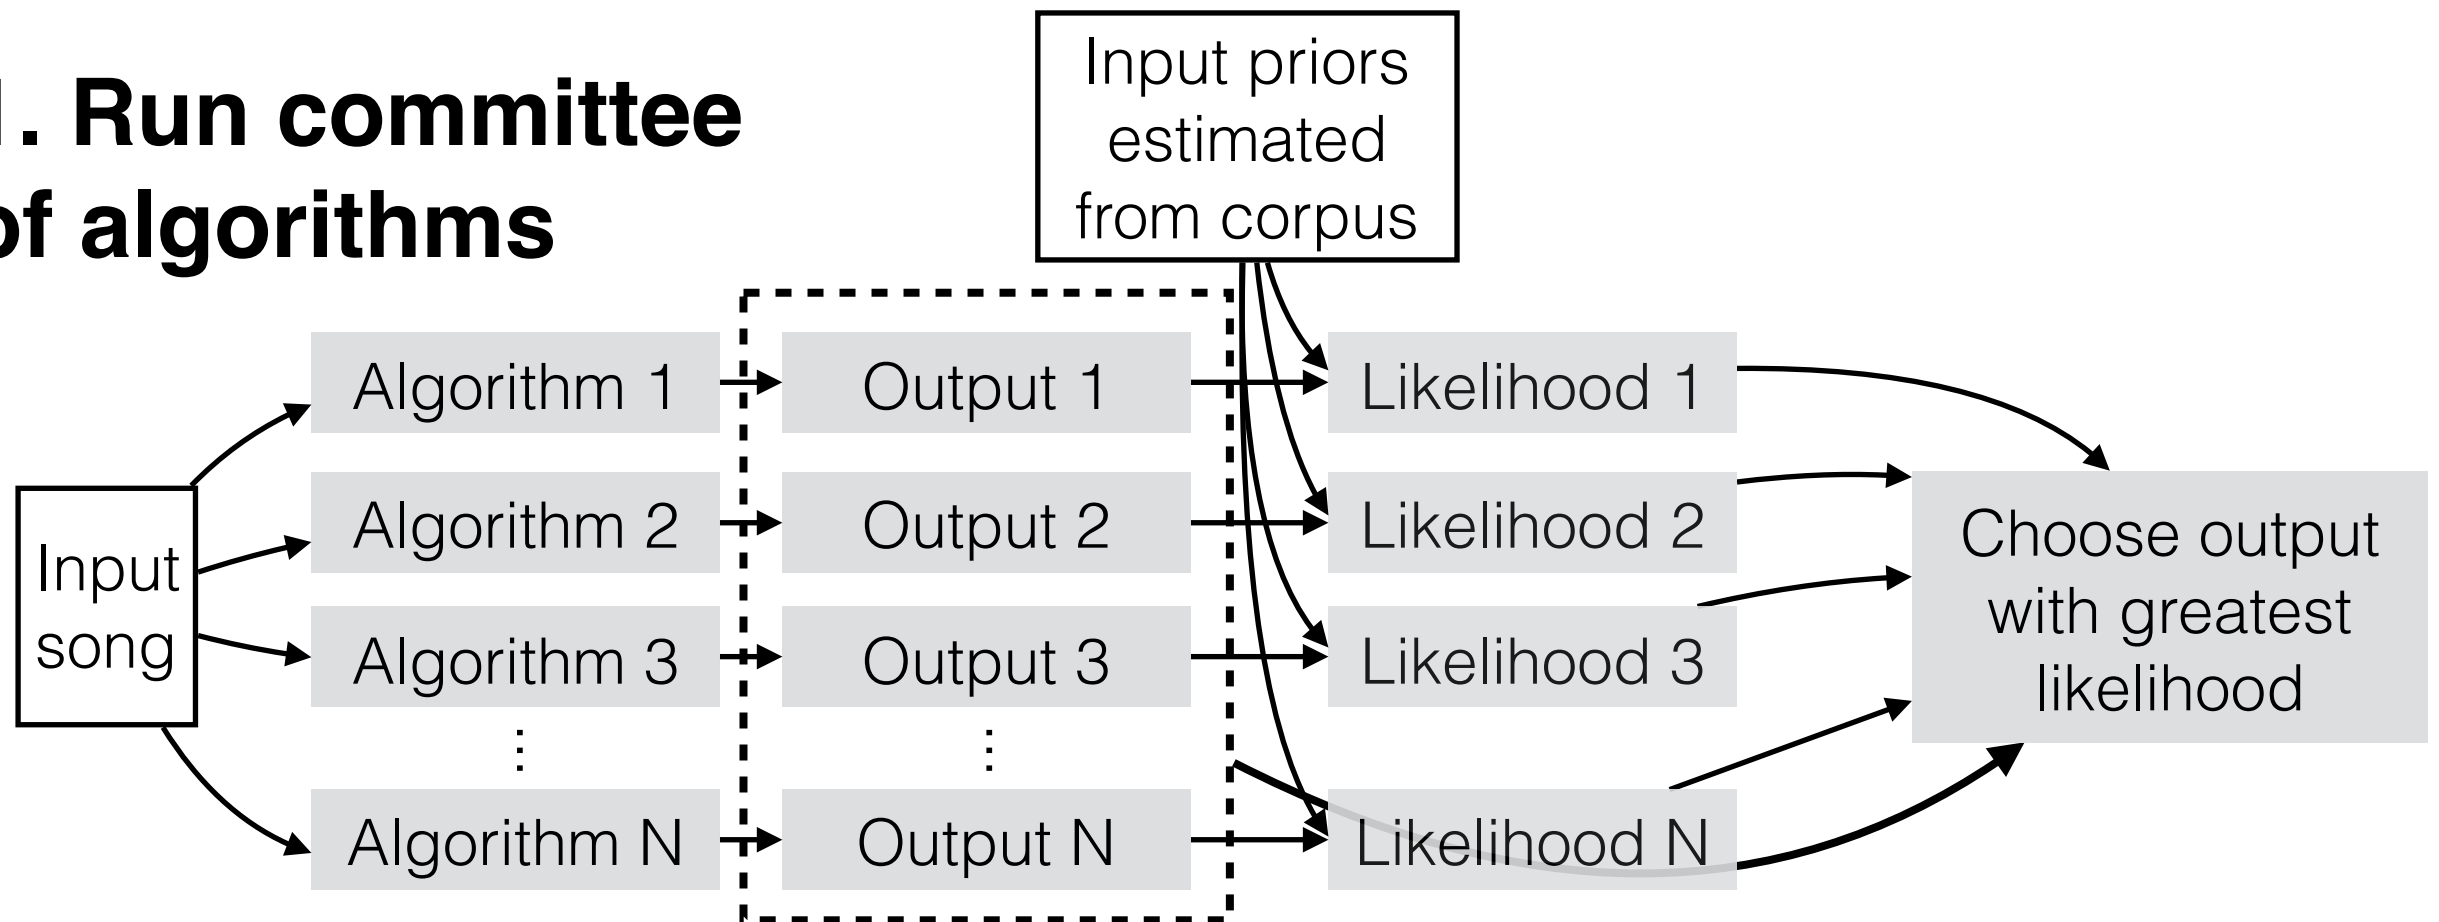 1. Run committee
of algorithms
Input priors
estimated
from corpus
Input
song
Algorithm 1
Output 1
Likelihood 1
Algorithm 2
Output 2
Likelihood 2
Algorithm 3
Output 3
Likelihood 3
⋮
⋮
Algorithm N
Output N
Likelihood N
Choose output
with greatest
likelihood